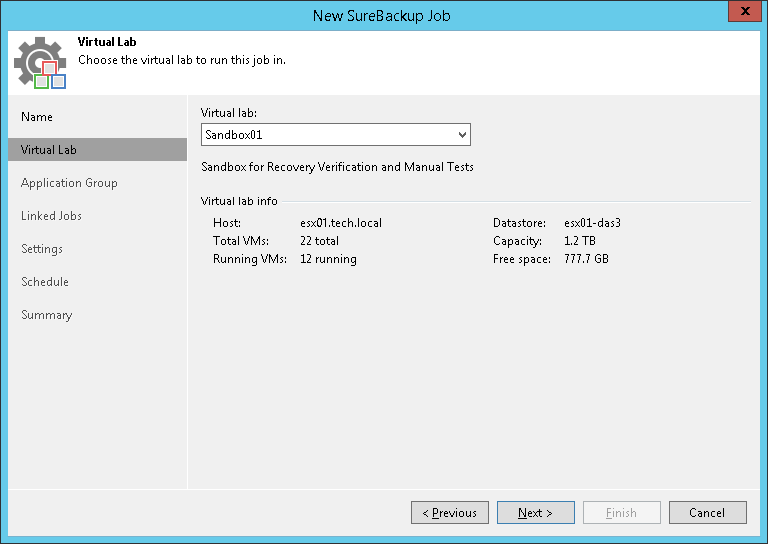 New SureBackup Job
X
Virtual Lab
Choose the virtual lab to run this job in.
Name
Virtual Lab
Application Group
Linked Jobs
Settings
Schedule
Summary
Virtual lab:
Sandbox01
Sandbox for Recovery Verification and Manual Tests
Virtual lab info
Host: esx01.tech.local Datastore: esx01-das3
Total VMs: 22 total Capacity: 1.2 TB
Running VMs: 12 running Free space: 777.7 GB
< Previous Next > Finish Cancel